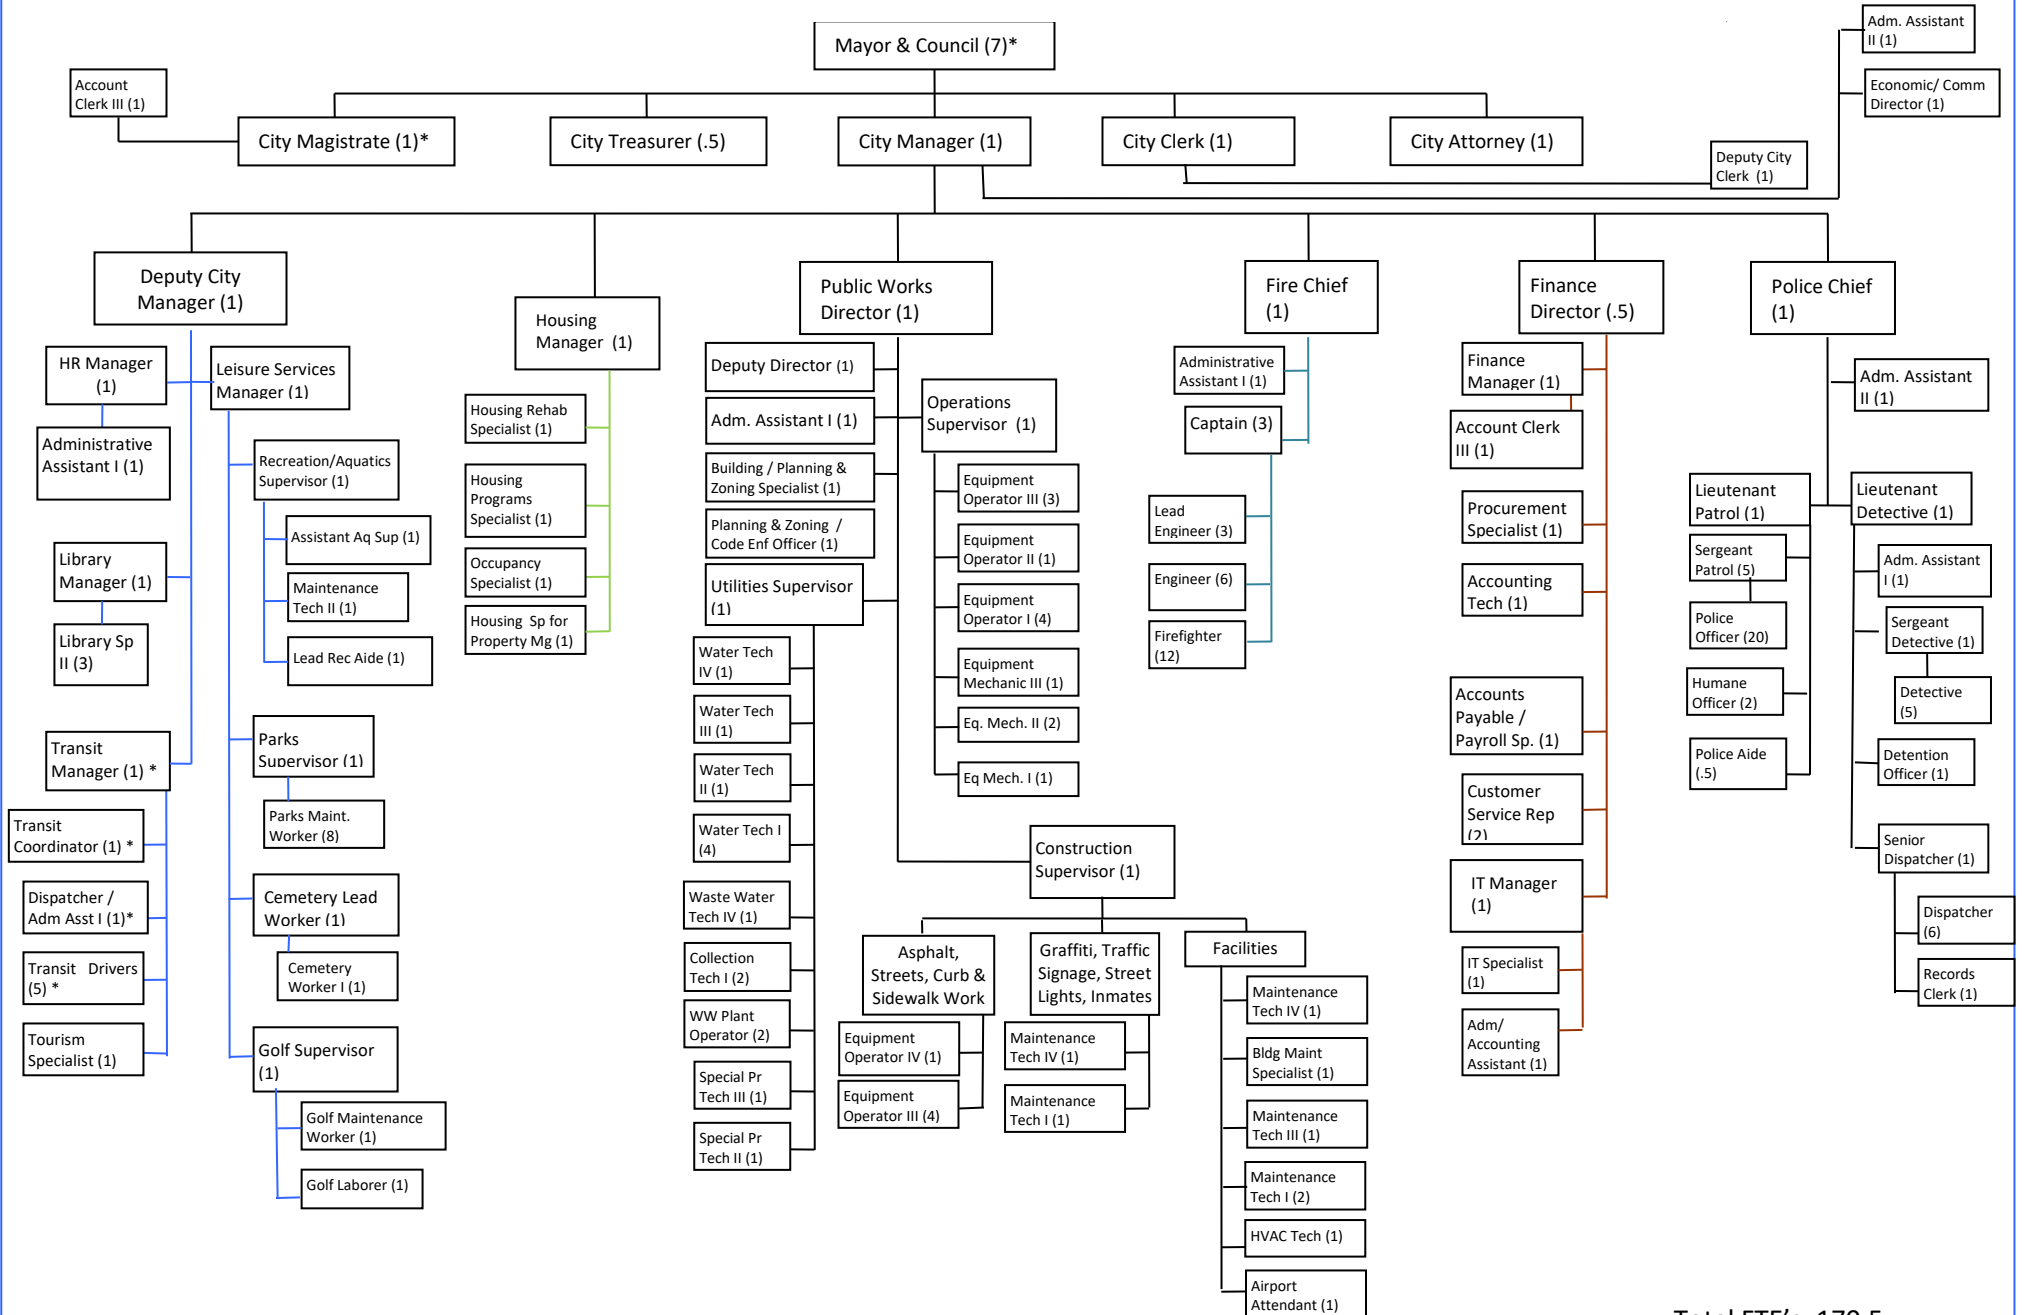 Mayor & Council (7)*
Adm. Assistant
II (1)
Economic/ Comm
Director (1)
Account
Clerk III (1)
City Magistrate (1)*
City Treasurer (.5)
City Manager (1)
City Clerk (1)
City Attorney (1)
Deputy City
Clerk (1)
Deputy City
Manager (1)
Housing
Manager (1)
Public Works
Director (1)
Fire Chief
(1)
Finance
Director (.5)
Police Chief
(1)
HR Manager
(1)
Administrative
Assistant I (1)
Library
Manager (1)
Library Sp
II (3)
Transit
Manager (1) *
Transit
Coordinator (1) *
Dispatcher /
Adm Asst I (1)*
Transit Drivers
(5) *
Tourism
Specialist (1)
Leisure Services
Manager (1)
Recreation/Aquatics
Supervisor (1)
Assistant Aq Sup (1)
Maintenance
Tech II (1)
Lead Rec Aide (1)
Parks
Supervisor (1)
Parks Maint.
Worker (8)
Cemetery Lead
Worker (1)
Cemetery
Worker I (1)
Golf Supervisor
(1)
Golf Maintenance
Worker (1)
Golf Laborer (1)
Housing Rehab
Specialist (1)
Housing
Programs
Specialist (1)
Occupancy
Specialist (1)
Housing Sp for
Property Mg (1)
Deputy Director (1)
Adm. Assistant I (1)
Building / Planning &
Zoning Specialist (1)
Planning & Zoning /
Code Enf Officer (1)
Utilities Supervisor
(1)
Water Tech
IV (1)
Water Tech
III (1)
Water Tech
II (1)
Water Tech I
(4)
Waste Water
Tech IV (1)
Collection
Tech I (2)
WW Plant
Operator (2)
Special Pr
Tech III (1)
Special Pr
Tech II (1)
Operations
Supervisor (1)
Equipment
Operator III (3)
Equipment
Operator II (1)
Equipment
Operator I (4)
Equipment
Mechanic III (1)
Eq. Mech. II (2)
Eq Mech. I (1)
Construction
Supervisor (1)
Asphalt,
Streets, Curb &
Sidewalk Work
Equipment
Operator IV (1)
Equipment
Operator III (4)
Graffiti, Traffic
Signage, Street
Lights, Inmates
Maintenance
Tech IV (1)
Maintenance
Tech I (1)
Facilities
Maintenance
Tech IV (1)
Bldg Maint
Specialist (1)
Maintenance
Tech III (1)
Maintenance
Tech I (2)
HVAC Tech (1)
Airport
Attendant (1)
Administrative
Assistant I (1)
Captain (3)
Lead
Engineer (3)
Engineer (6)
Firefighter
(12)
Finance
Manager (1)
Account Clerk
III (1)
Procurement
Specialist (1)
Accounting
Tech (1)
Accounts
Payable /
Payroll Sp. (1)
Customer
Service Rep
(2)
IT Manager
(1)
IT Specialist
(1)
Adm/
Accounting
Assistant (1)
Adm. Assistant
II (1)
Lieutenant
Patrol (1)
Sergeant
Patrol (5)
Police
Officer (20)
Humane
Officer (2)
Police Aide
(.5)
Lieutenant
Detective (1)
Adm. Assistant
I (1)
Sergeant
Detective (1)
Detective
(5)
Detention
Officer (1)
Senior
Dispatcher (1)
Dispatcher
(6)
Records
Clerk (1)
Total FTE's 170.5